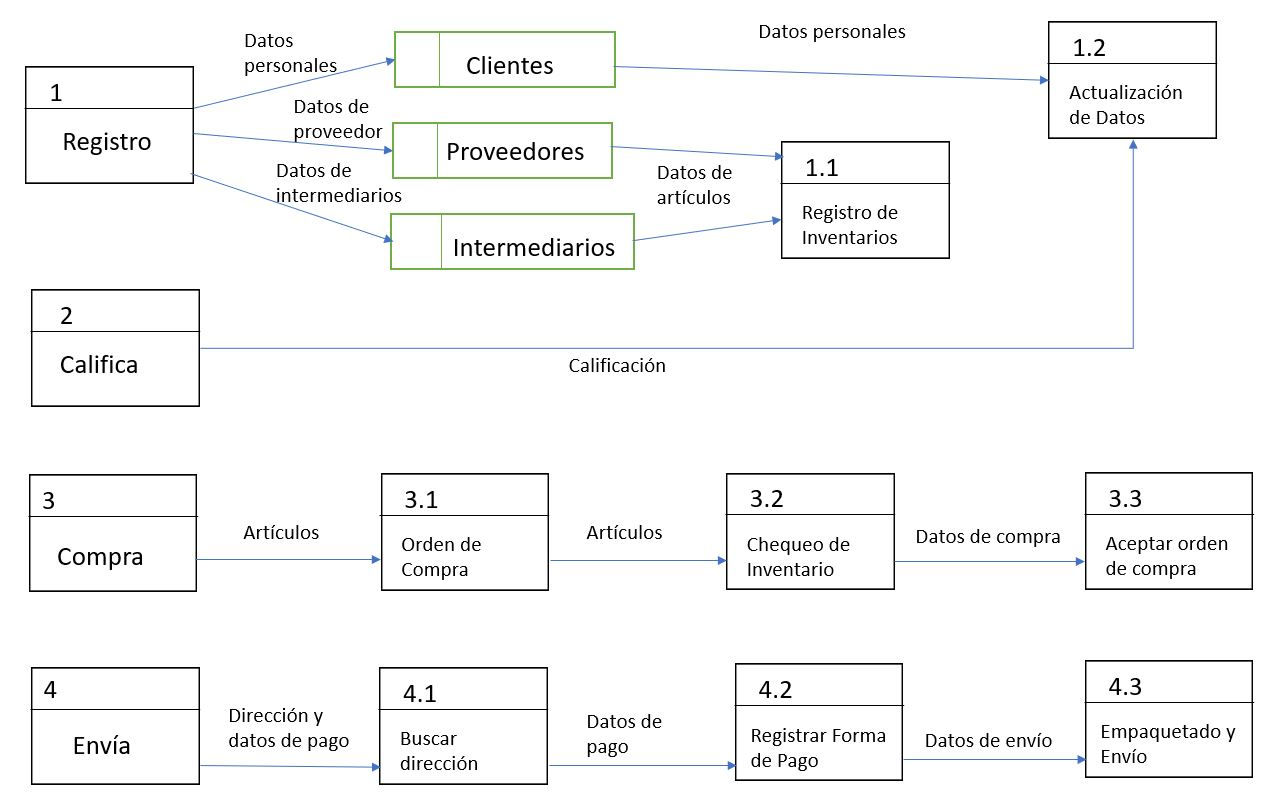 Datos
personales
Clientes
Datos personales
1.2
Actualización
de Datos
1
Registro
Datos de
proveedor
Proveedores
Datos de
intermediarios
Intermediarios
Datos de
artículos
1.1
Registro de
Inventarios
2
Califica
Calificación
3
Compra
Artículos
3.1
Orden de
Compra
Artículos
3.2
Chequeo de
Inventario
Datos de compra
3.3
Aceptar orden
de compra
4
Envía
Dirección y
datos de pago
4.1
Buscar
dirección
Datos de
pago
4.2
Registrar Forma
de Pago
Datos de envío
4.3
Empaquetado y
Envío